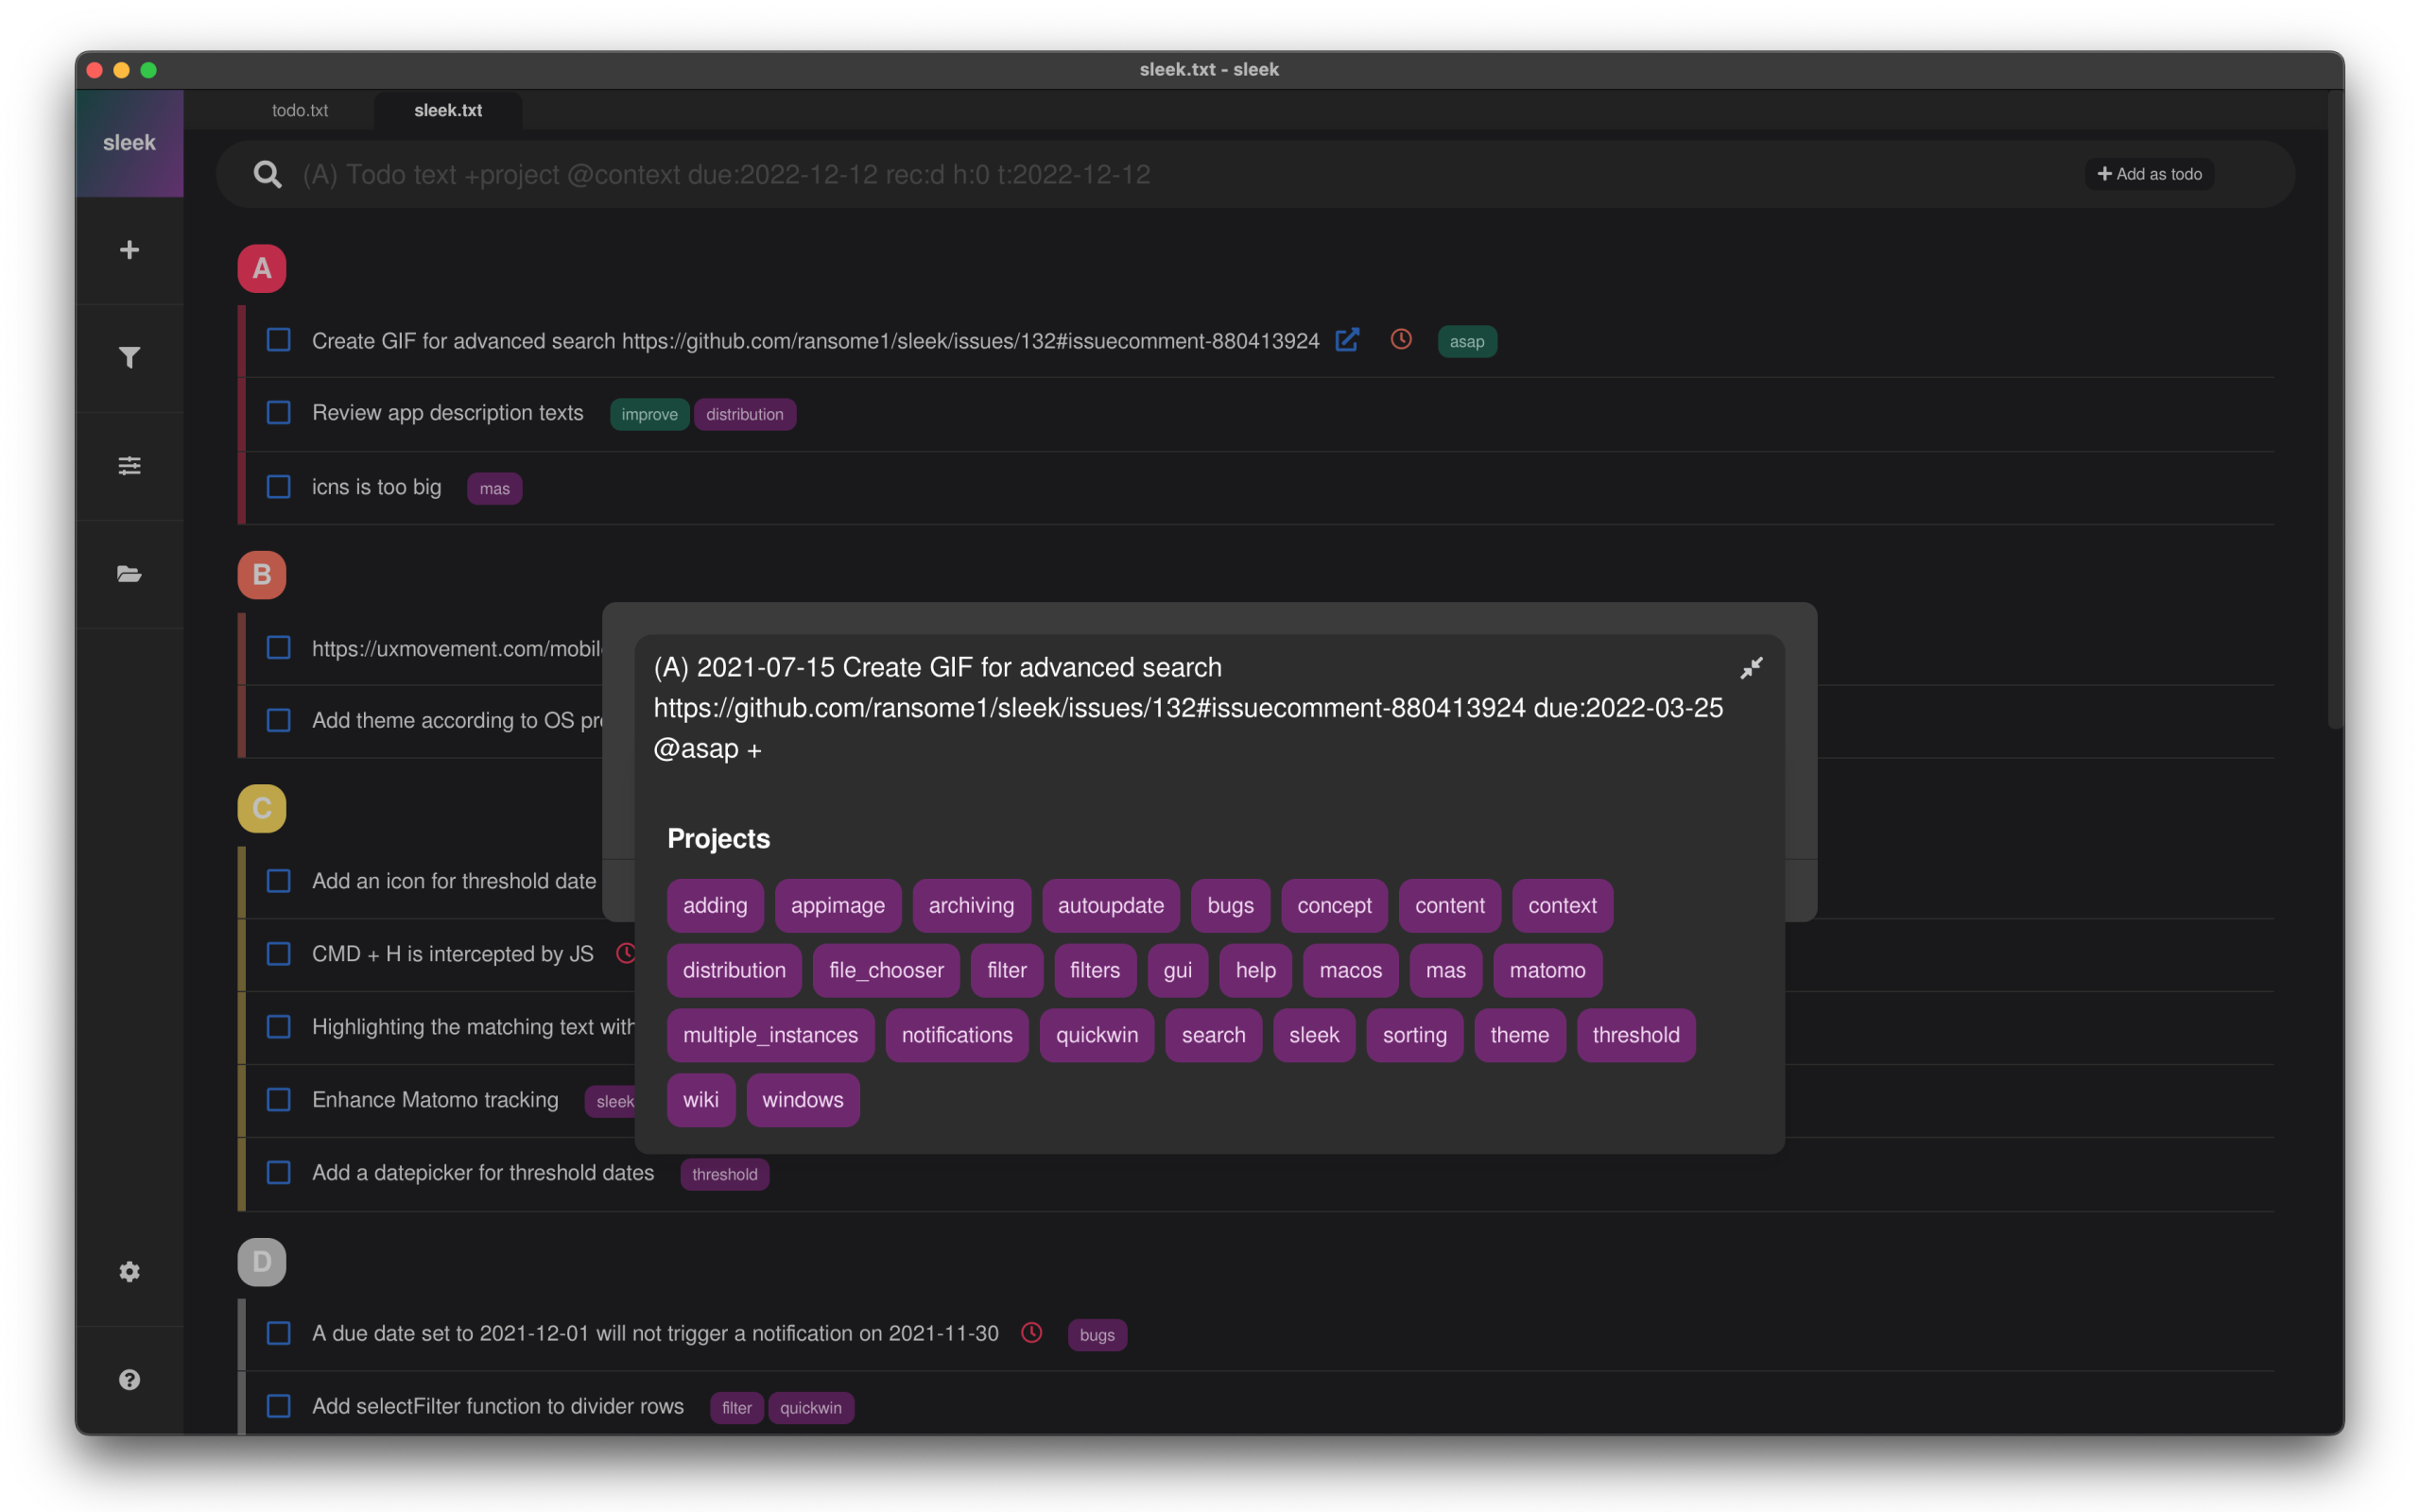 sleek.txt - sleek
todo.txt
sleek.txt
sleek
(A) Todo text +project @context due:2022-12-12 rec:d h:0 t:2022-12-12
Add as todo
A
Create GIF for advanced search https://github.com/ransome1/sleek/issues/132#issuecomment-880413924
asap
Review app description texts
improve
distribution
icns is too big
mas
B
https://uxmovement.com/mobil
Add theme according to OS
(A) 2021-07-15 Create GIF for advanced search
https://github.com/ransome1/sleek/issues/132#issuecomment-880413924 due:2022-03-25
@asap +
Projects
adding appimage archiving autoupdate bugs concept content context
distribution file_chooser filter filters gui help macos mas matomo
multiple_instances notifications quickwin search sleek sorting theme threshold
wiki windows
C
Add an icon for threshold date
CMD + H is intercepted by JS
Highlighting the matching text with
Enhance Matomo tracking
sleek
Add a datepicker for threshold dates
threshold
D
A due date set to 2021-12-01 will not trigger a notification on 2021-11-30
bugs
Add selectFilter function to divider rows
filter
quickwin